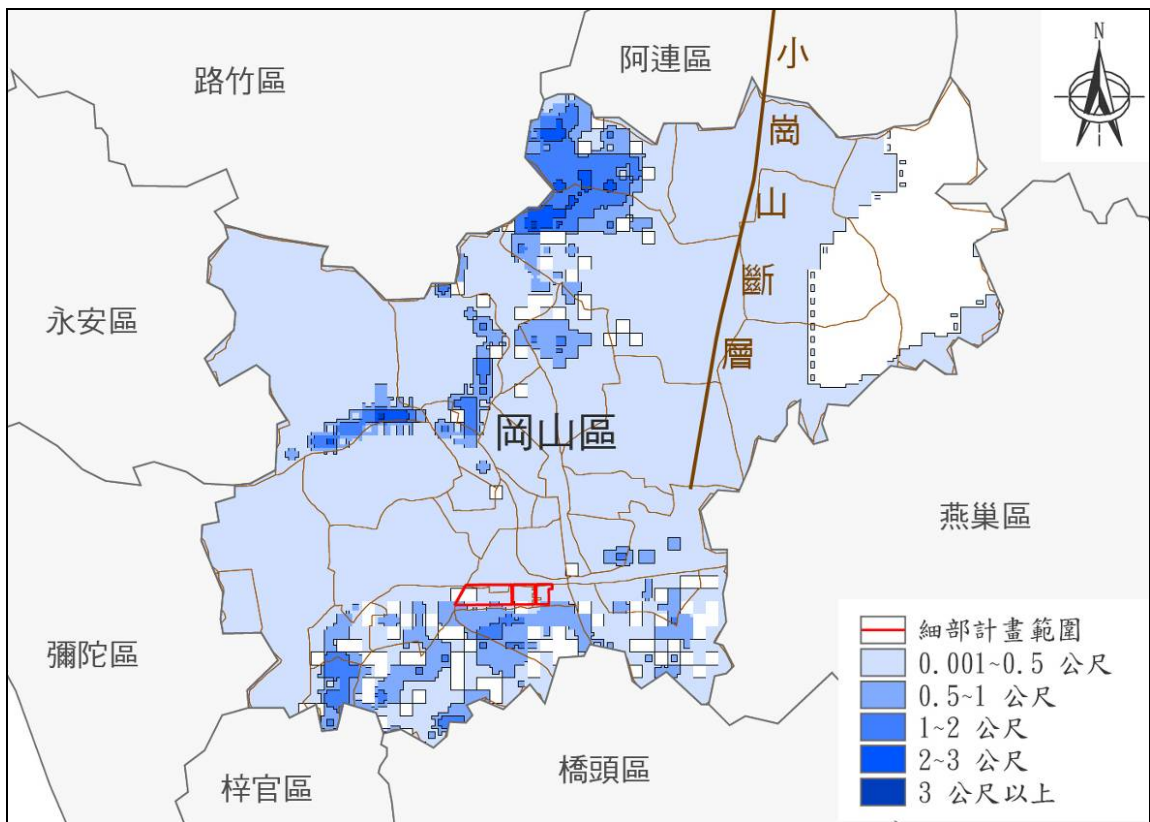 路竹區
阿連區
N
小
崗
山
斷
層
永安區
岡山區
燕巢區
彌陀區
梓官區
橋頭區
細部計畫範圍
0.001~0.5 公尺
0.5~1 公尺
1~2 公尺
2~3 公尺
3 公尺以上